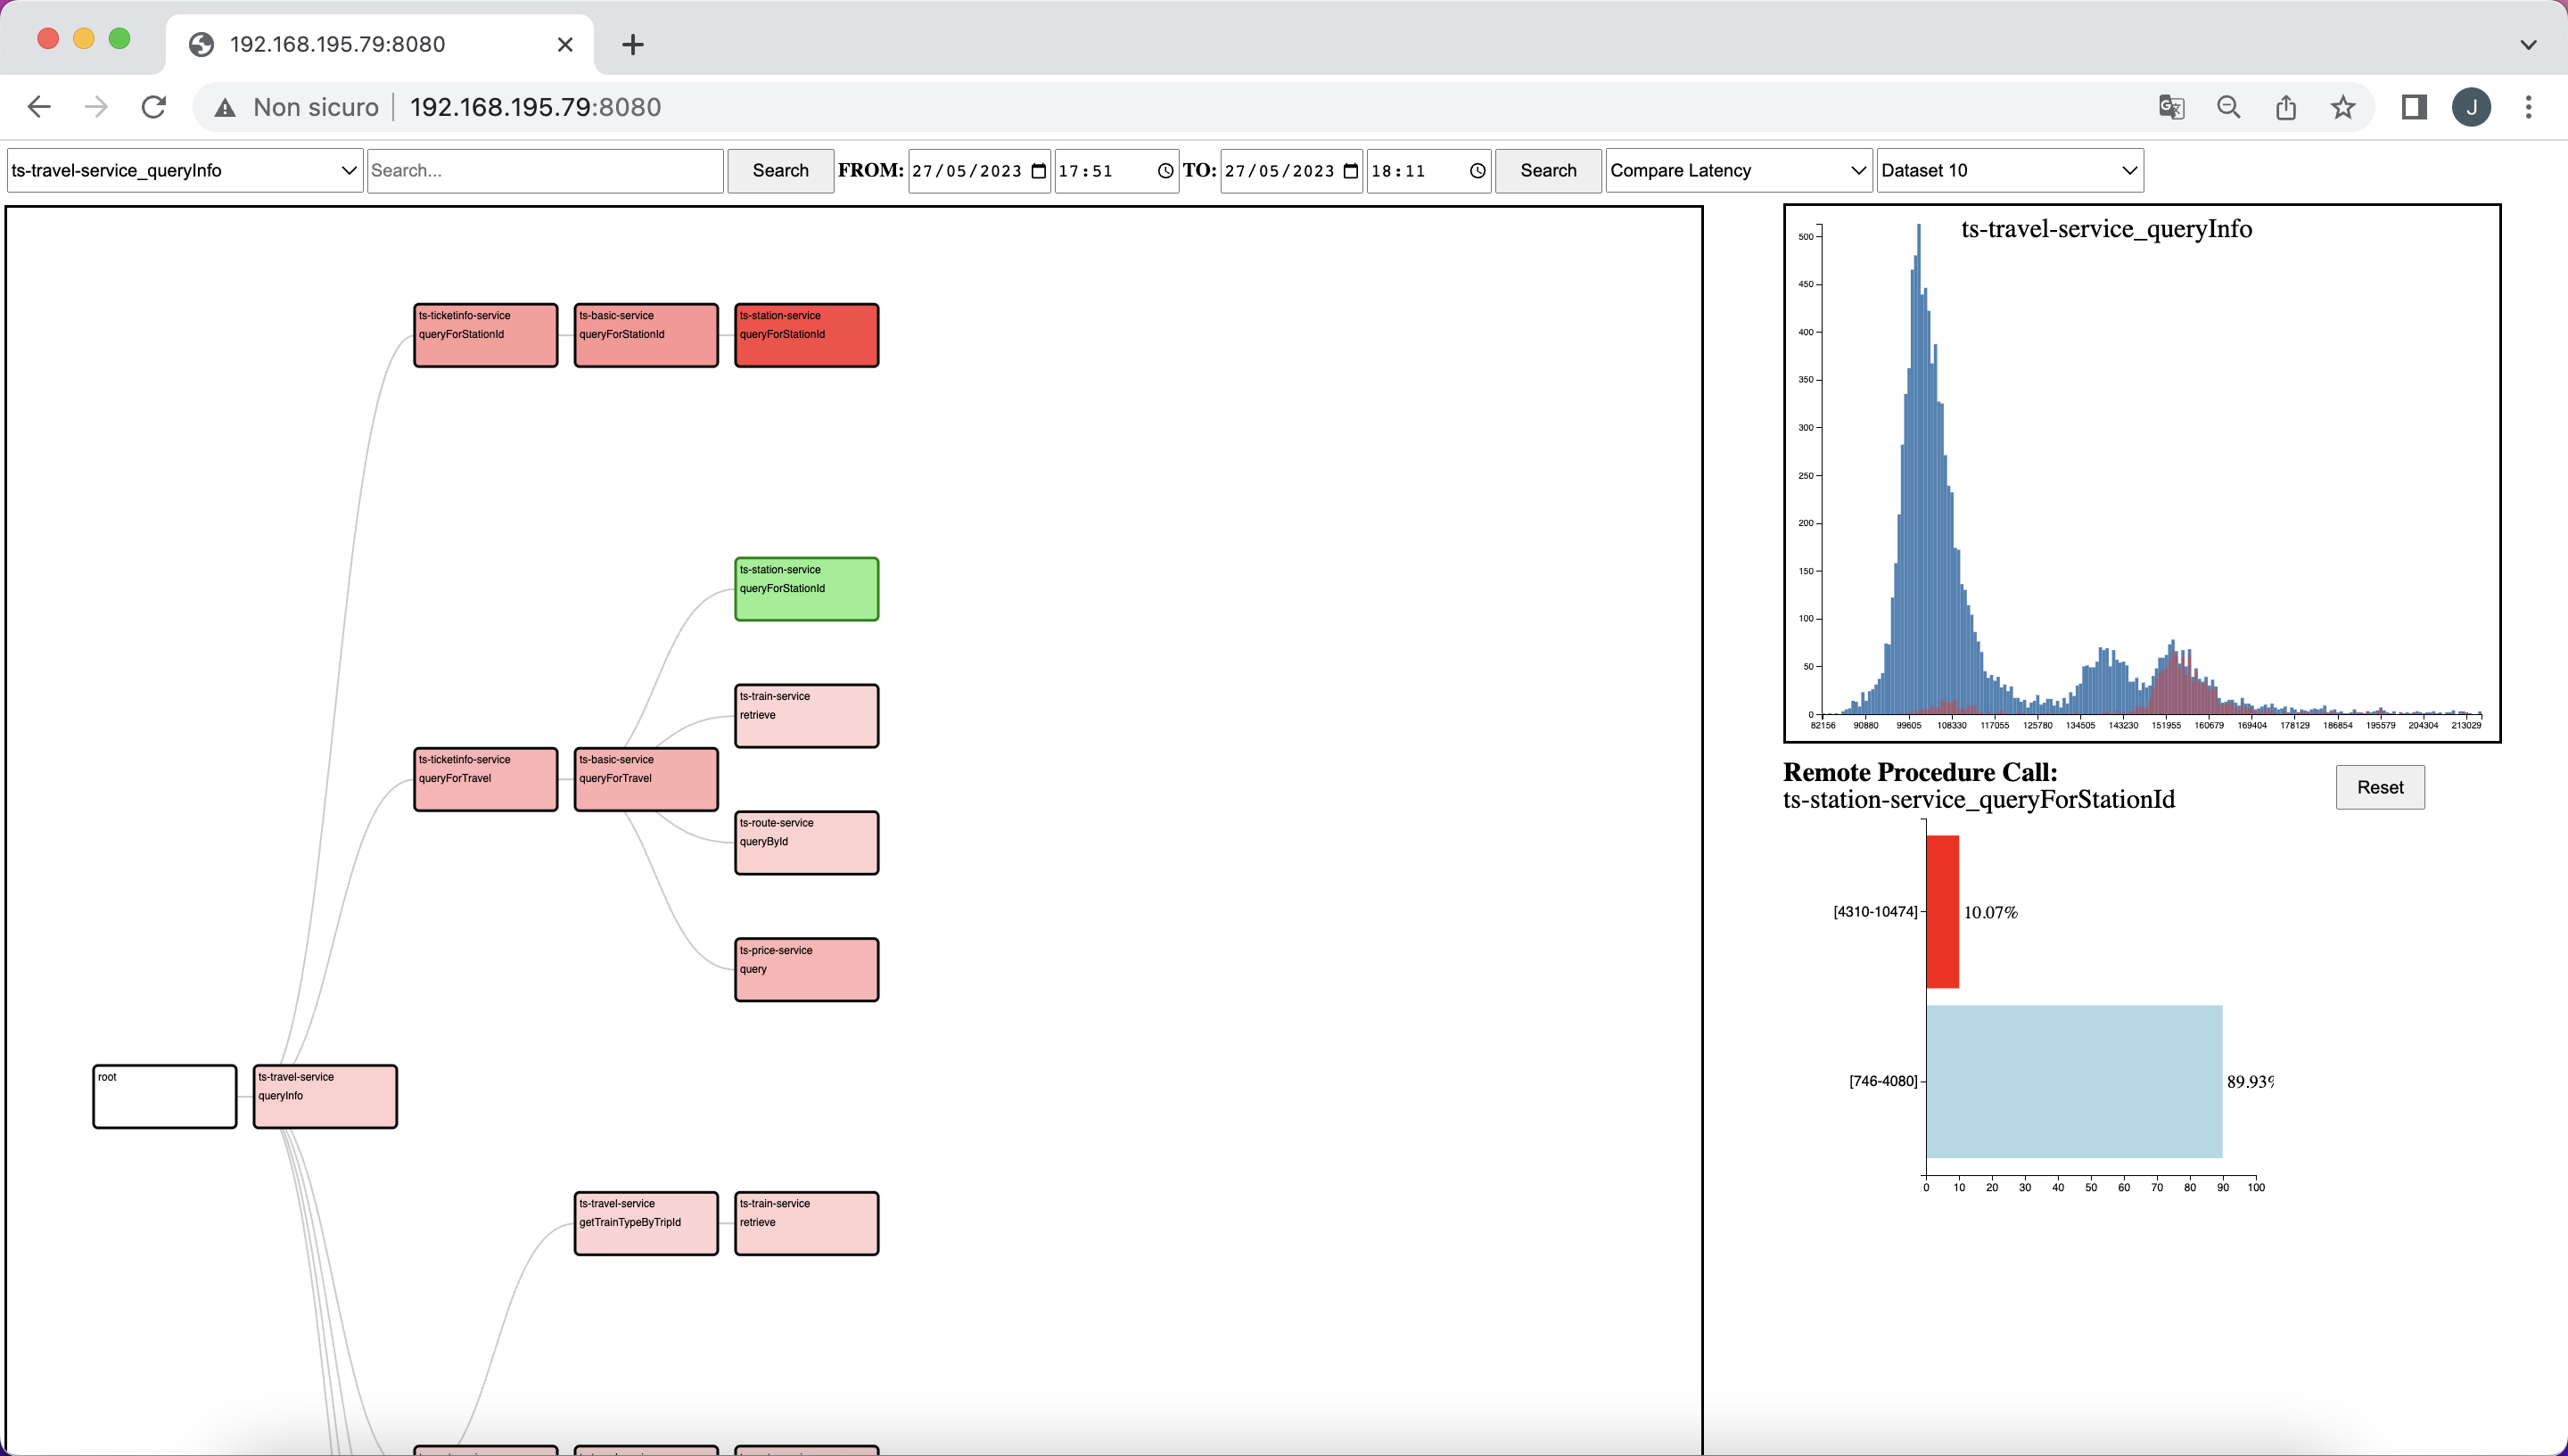 192.168.195.79:8080
Non sicuro 192.168.195.79:8080
J
ts-travel-service_queryInfo Search... Search FROM: 27/05/2023 17:51 TO: 27/05/2023 18:11 Search Compare Latency Dataset 10
ts-ticketinfo-service
queryForStationId
ts-basic-service
queryForStationId
ts-station-service
queryForStationId
ts-station-service
queryForStationId
ts-train-service
retrieve
ts-ticketinfo-service
queryForTravel
ts-basic-service
queryForTravel
ts-route-service
queryById
ts-price-service
query
root
ts-travel-service
queryInfo
ts-travel-service
getTrainTypeByTripId
ts-train-service
retrieve
ts-travel-service_queryInfo
500
450
400
350
300
250
200
150
100
50
0
82156 90880 99605 108330 117055 125780 134505 143230 151955 160679 169404 178129 186854 195579 204304 213029
Remote Procedure Call:
ts-station-service_queryForStationId
Reset
[4310-10474] 10.07%
[746-4080] 89.93%
0 10 20 30 40 50 60 70 80 90 100